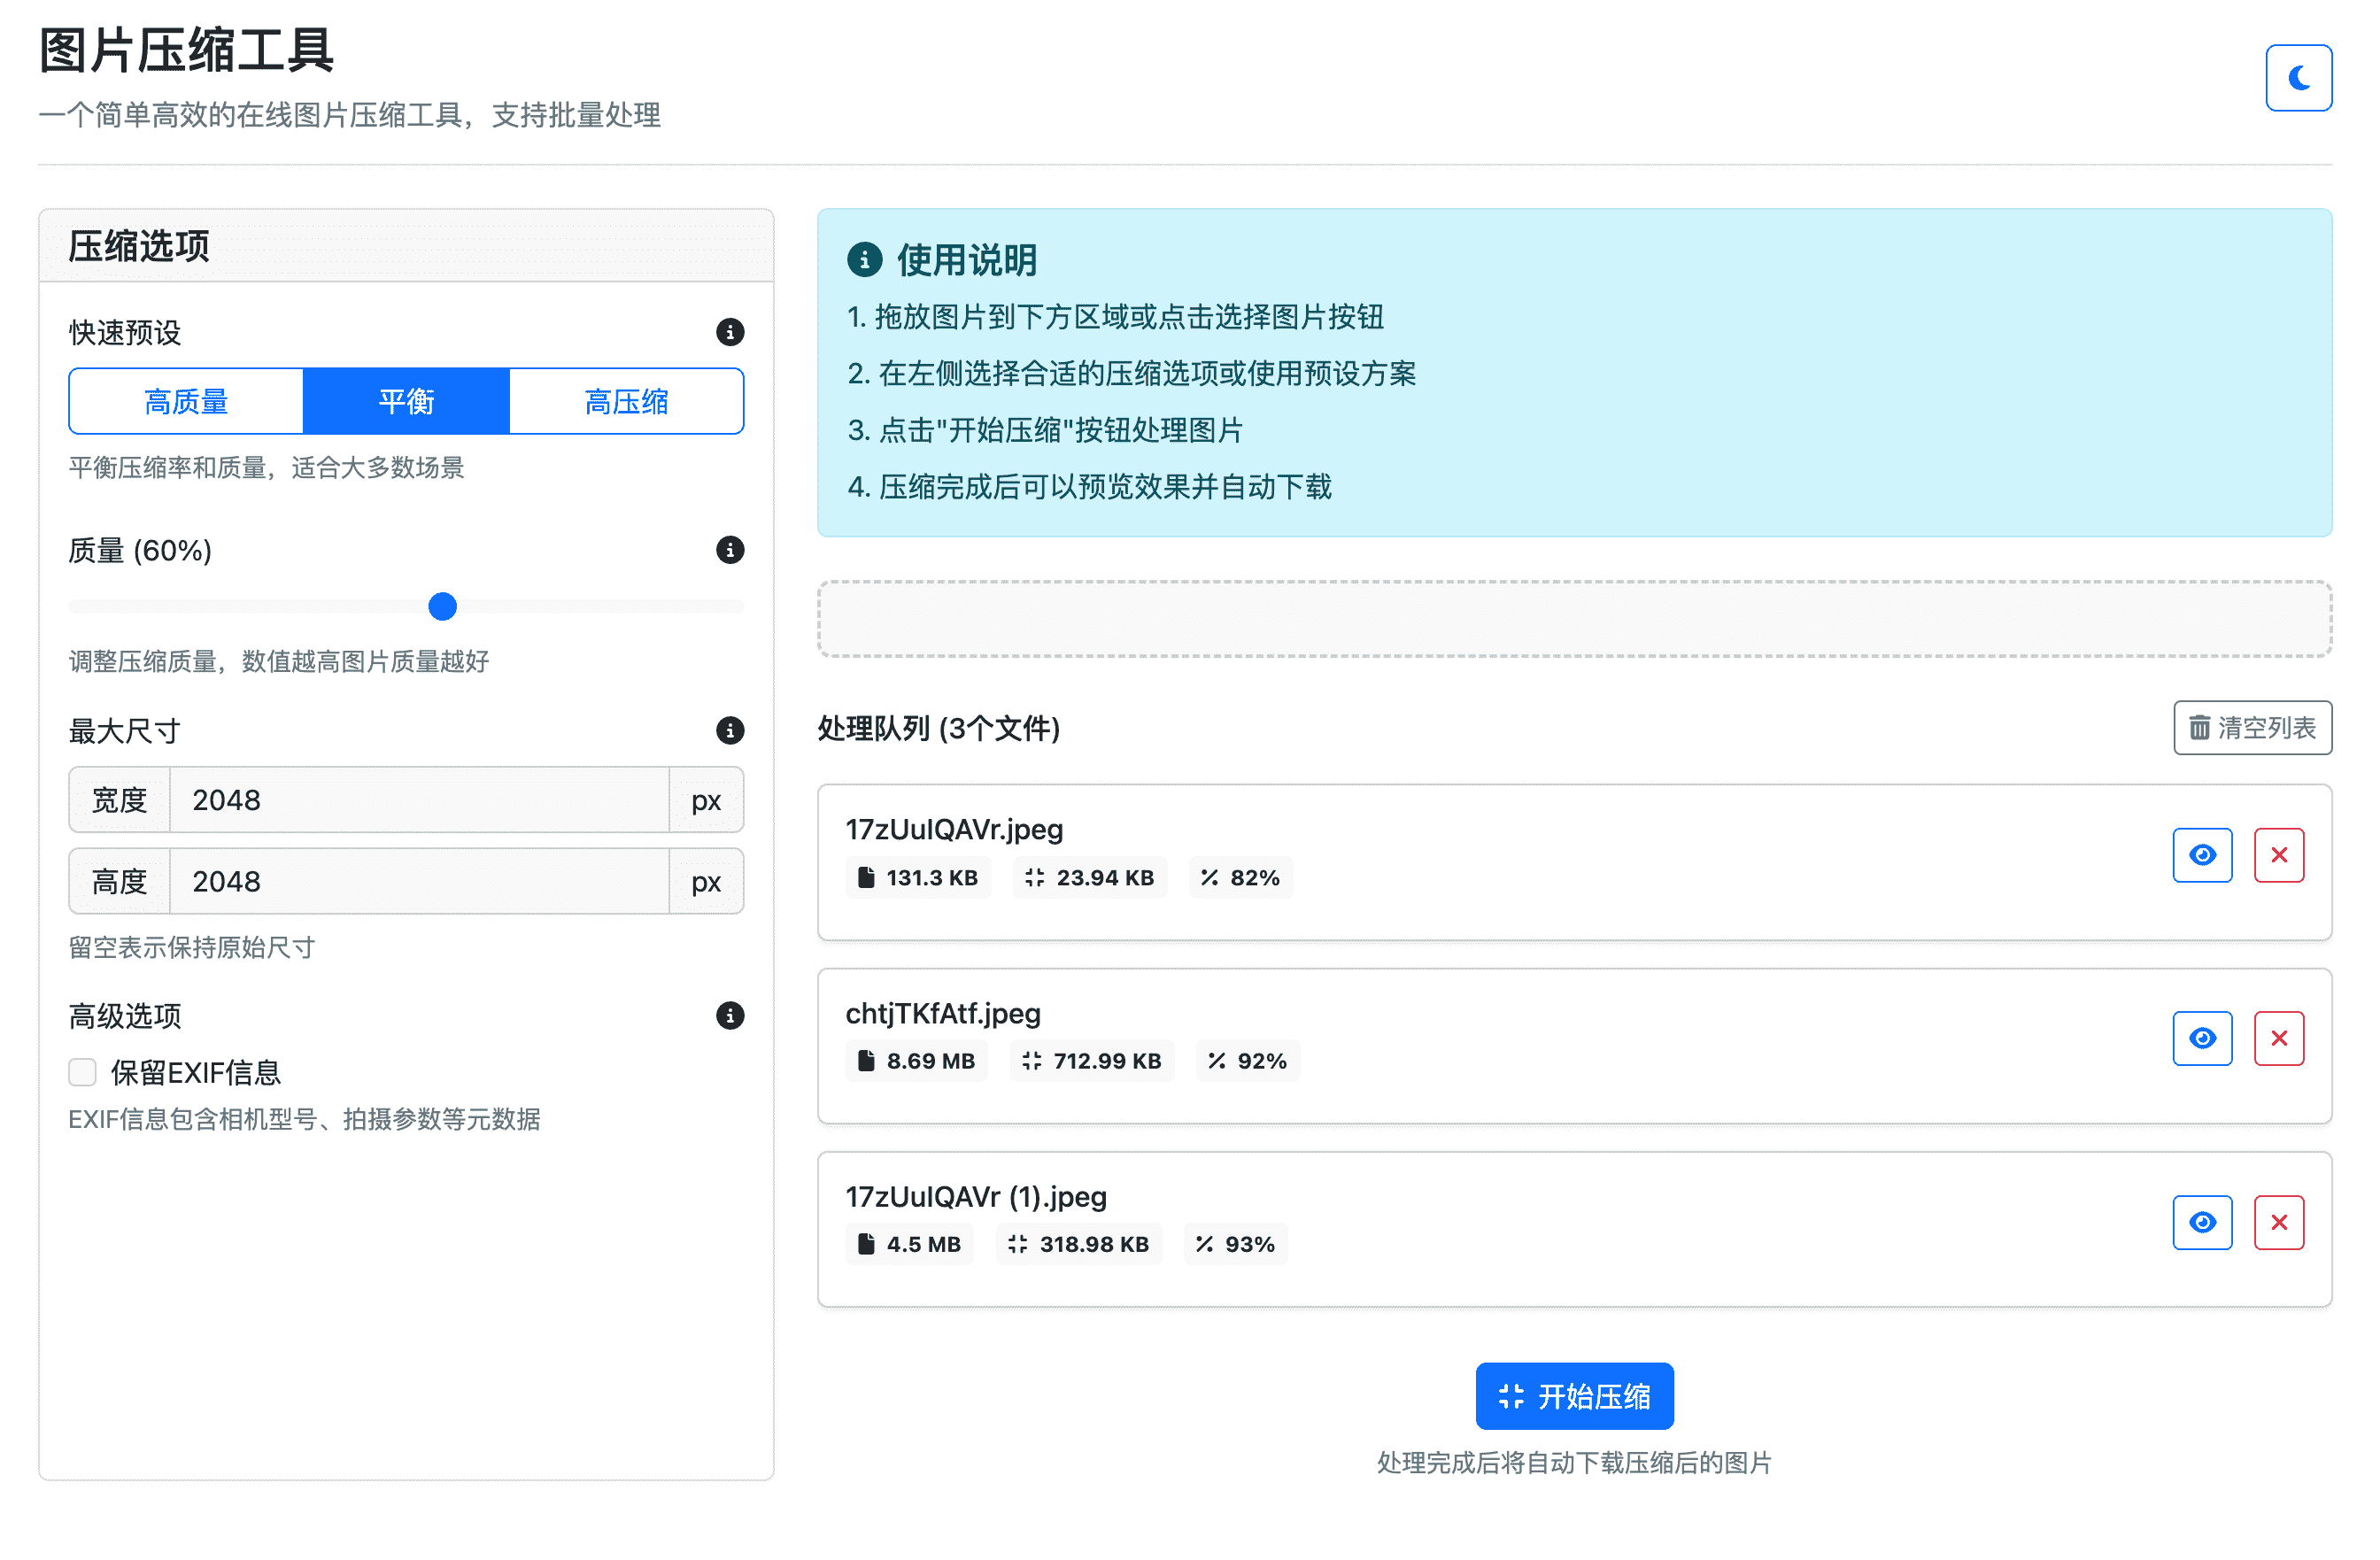 图片压缩工具
一个简单高效的在线图片压缩工具，支持批量处理
压缩选项
快速预设
高质量
平衡
高压缩
平衡压缩率和质量，适合大多数场景
质量 (60%)
调整压缩质量，数值越高图片质量越好
最大尺寸
宽度 2048 px
高度 2048 px
留空表示保持原始尺寸
高级选项
保留EXIF信息
EXIF信息包含相机型号、拍摄参数等元数据
使用说明
1. 拖放图片到下方区域或点击选择图片按钮
2. 在左侧选择合适的压缩选项或使用预设方案
3. 点击"开始压缩"按钮处理图片
4. 压缩完成后可以预览效果并自动下载
处理队列 (3个文件)
清空列表
17zUuIQAVr.jpeg
131.3 KB 23.94 KB 82%
chtjTKfAtf.jpeg
8.69 MB 712.99 KB 92%
17zUuIQAVr (1).jpeg
4.5 MB 318.98 KB 93%
开始压缩
处理完成后将自动下载压缩后的图片